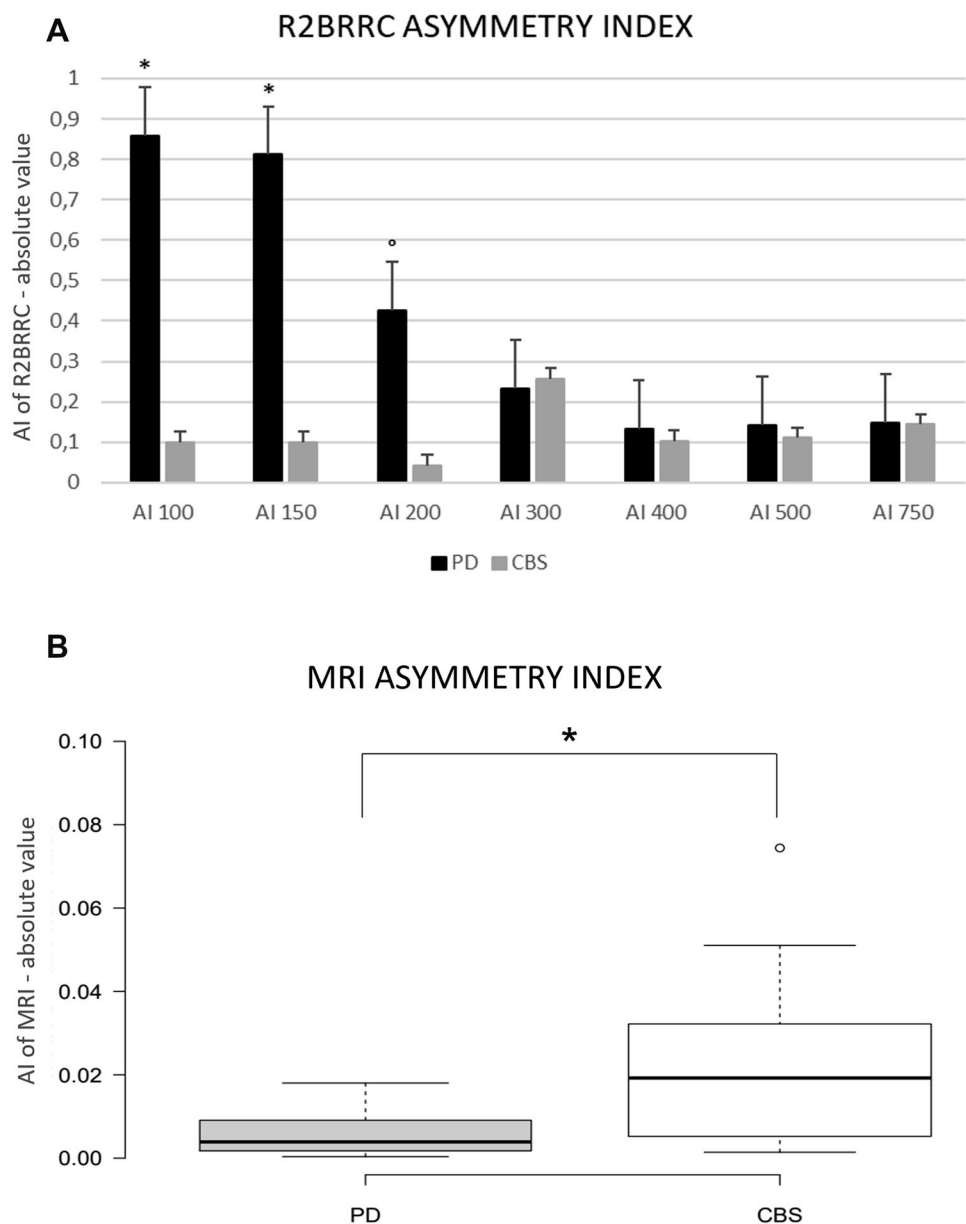 A
R2BRRC ASYMMETRY INDEX
AI of R2BRRC - absolute value
* * °
1
0,9
0,8
0,7
0,6
0,5
0,4
0,3
0,2
0,1
0
AI 100 AI 150 AI 200 AI 300 AI 400 AI 500 AI 750
PD CBS
B
MRI ASYMMETRY INDEX
AI of MRI - absolute value
*
0.10
0.08
0.06
0.04
0.02
0.00
PD CBS